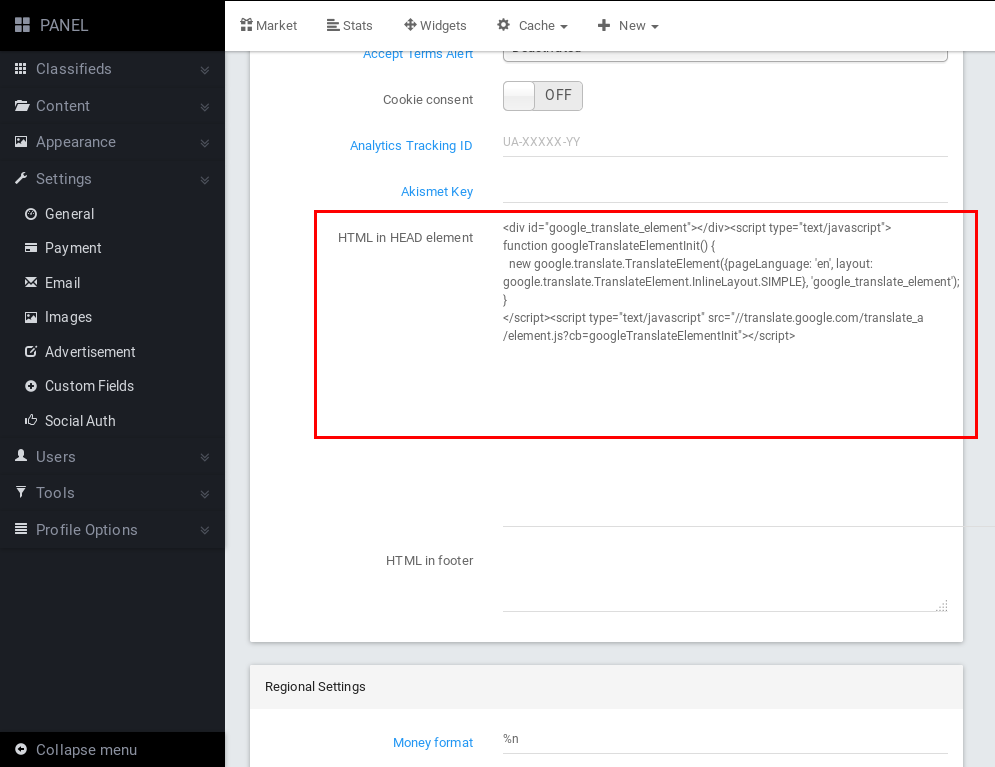 PANEL
Market
Stats
Widgets
Cache
New
Classifieds
Content
Appearance
Settings
General
Payment
Email
Images
Advertisement
Custom Fields
Social Auth
Users
Tools
Profile Options
Collapse menu
Accept Terms Alert
Deactivated
Cookie consent
OFF
Analytics Tracking ID
UA-XXXXX-YY
Akismet Key
HTML in HEAD element
<div id="google_translate_element"></div><script type="text/javascript">
function googleTranslateElementInit() {
new google.translate.TranslateElement({pageLanguage: 'en', layout:
google.translate.TranslateElement.InlineLayout.SIMPLE}, 'google_translate_element');
}
</script><script type="text/javascript" src="//translate.google.com/translate_a
/element.js?cb=googleTranslateElementInit"></script>
HTML in footer
Regional Settings
Money format
%n